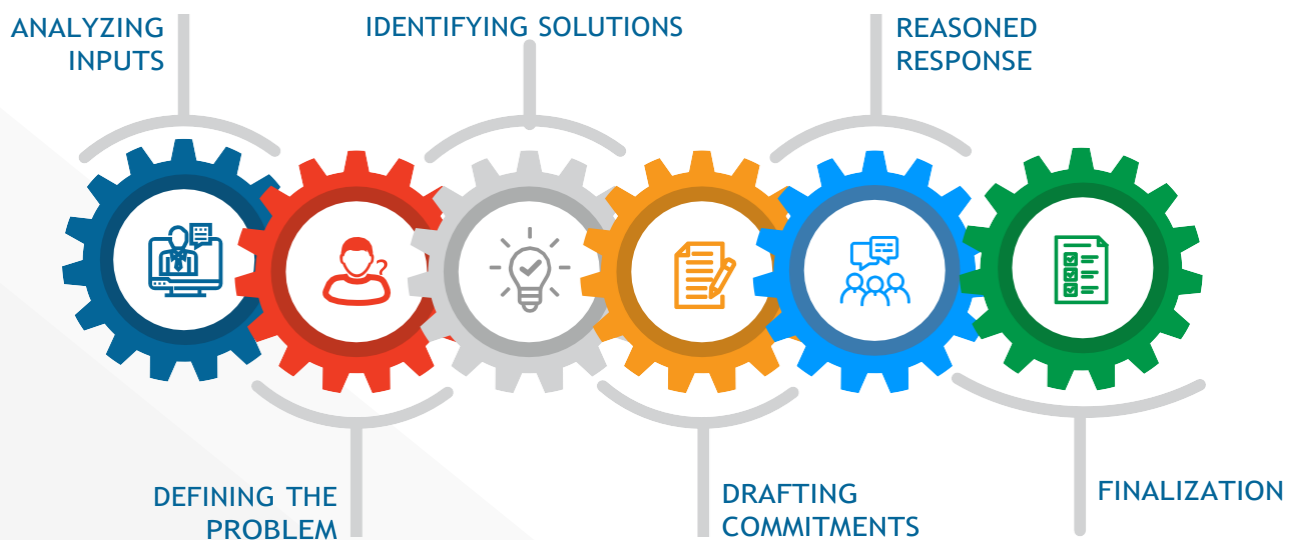 ANALYZING
INPUTS
IDENTIFYING SOLUTIONS
REASONED
RESPONSE
?
DEFINING THE
PROBLEM
DRAFTING
COMMITMENTS
FINALIZATION